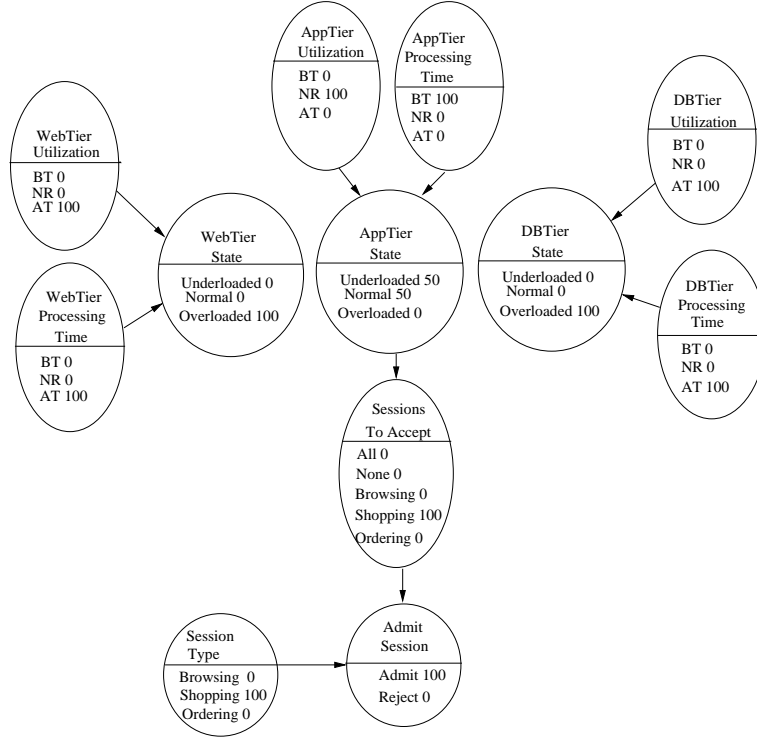 AppTier
Utilization
BT 0
NR 100
AT 0
AppTier
Processing
Time
BT 100
NR 0
AT 0
WebTier
Utilization
BT 0
NR 0
AT 100
DBTier
Utilization
BT 0
NR 0
AT 100
WebTier
State
Underloaded 0
Normal 0
Overloaded 100
AppTier
State
Underloaded 50
Normal 50
Overloaded 0
DBTier
State
Underloaded 0
Normal 0
Overloaded 100
WebTier
Processing
Time
BT 0
NR 0
AT 100
DBTier
Processing
Time
BT 0
NR 0
AT 100
Sessions
To Accept
All 0
None 0
Browsing 0
Shopping 100
Ordering 0
Session
Type
Browsing 0
Shopping 100
Ordering 0
Admit
Session
Admit 100
Reject 0